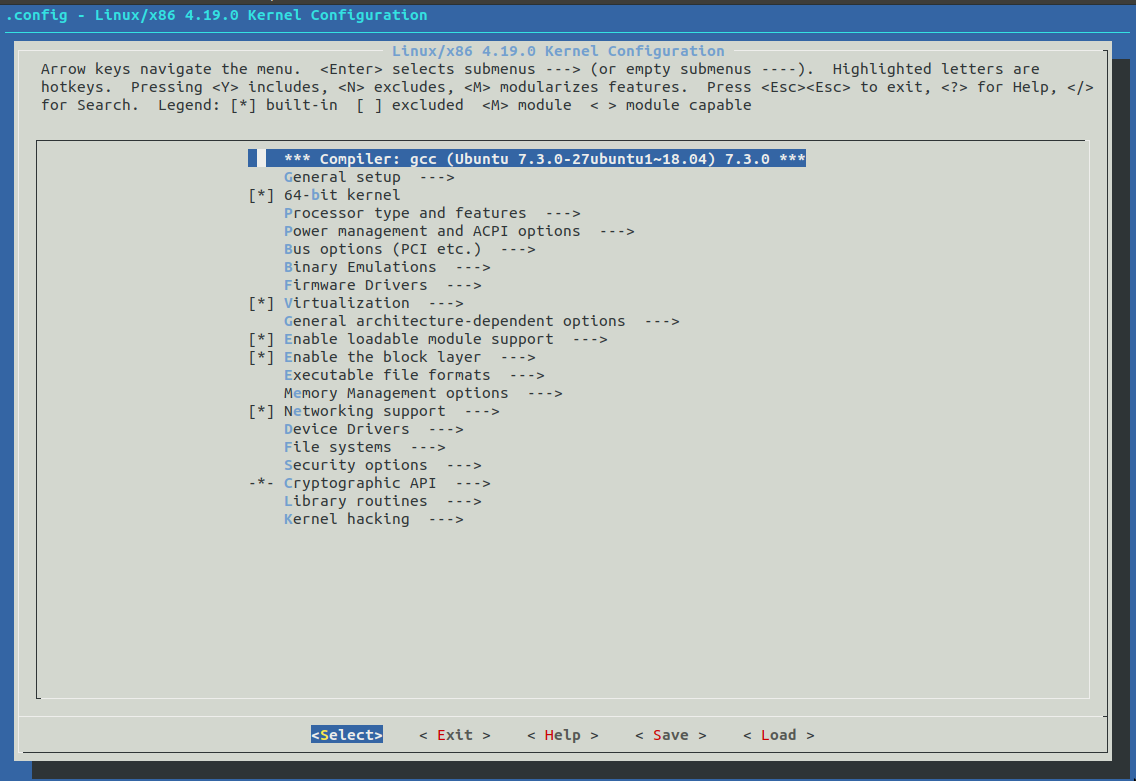 .config - Linux/x86 4.19.0 Kernel Configuration
Linux/x86 4.19.0 Kernel Configuration
Arrow keys navigate the menu.  <Enter> selects submenus ---> (or empty submenus ----).  Highlighted letters are
hotkeys.  Pressing <Y> includes, <N> excludes, <M> modularizes features.  Press <Esc><Esc> to exit, <?> for Help, </>
for Search.  Legend: [*] built-in  [ ] excluded  <M> module  < > module capable
*** Compiler: gcc (Ubuntu 7.3.0-27ubuntu1~18.04) 7.3.0 ***
General setup  --->
[*] 64-bit kernel
Processor type and features  --->
Power management and ACPI options  --->
Bus options (PCI etc.)  --->
Binary Emulations  --->
Firmware Drivers  --->
[*] Virtualization  --->
General architecture-dependent options  --->
[*] Enable loadable module support  --->
[*] Enable the block layer  --->
Executable file formats  --->
Memory Management options  --->
[*] Networking support  --->
Device Drivers  --->
File systems  --->
Security options  --->
-*- Cryptographic API  --->
Library routines  --->
Kernel hacking  --->
<Select>    < Exit >    < Help >    < Save >    < Load >